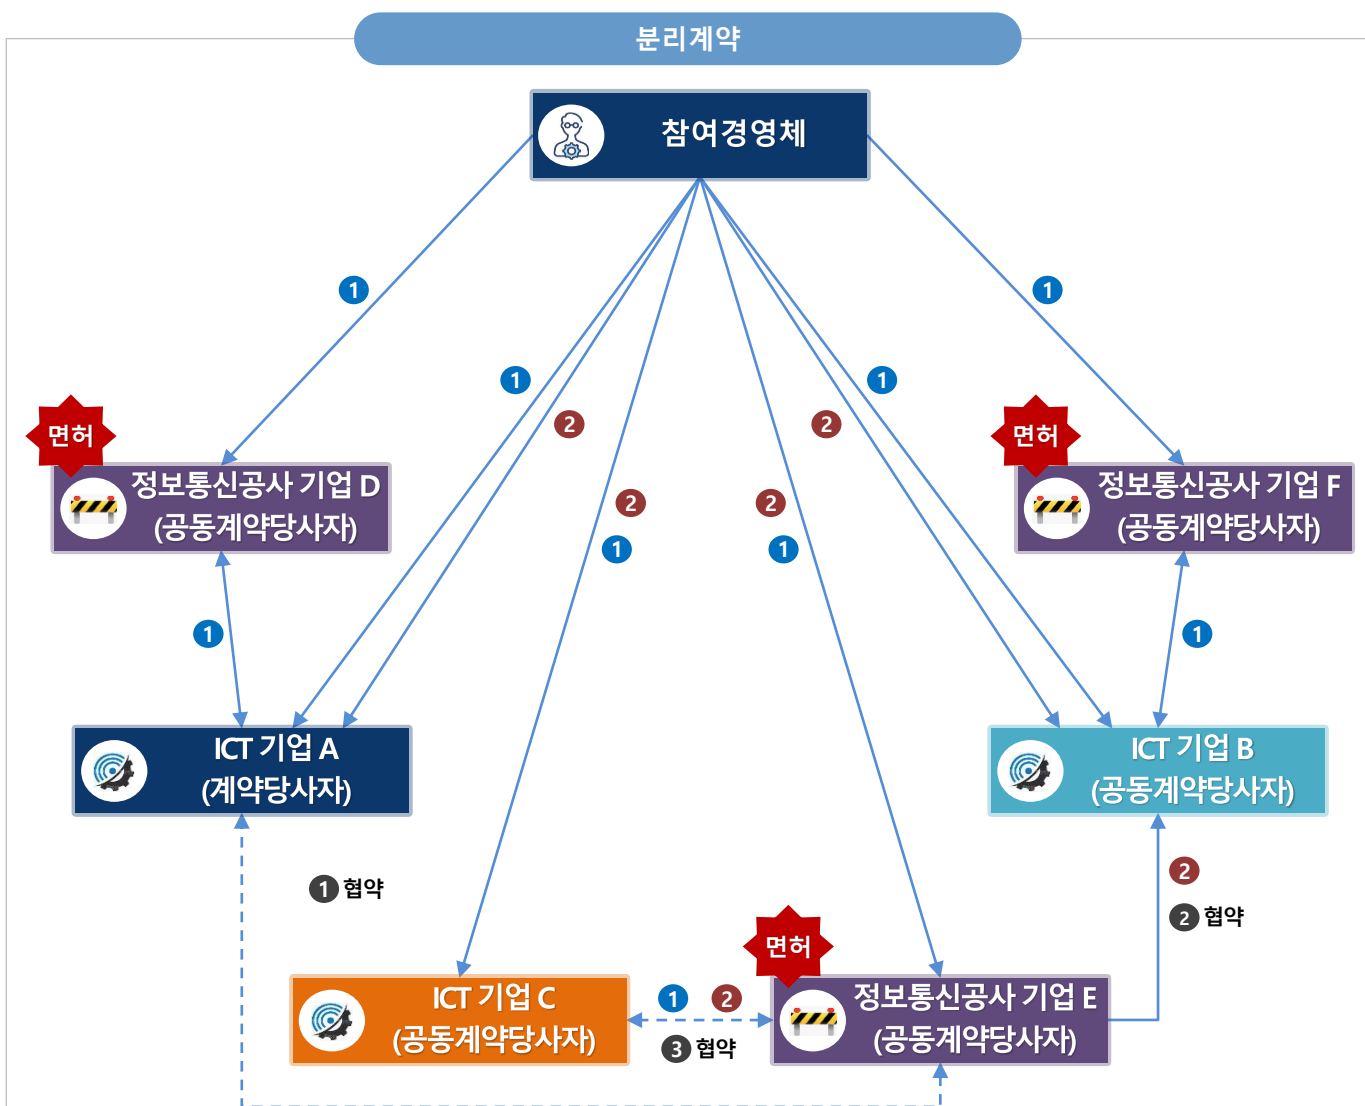 분리계약
참여경영체
1
1
1
1
2
2
면허
면허
정보통신공사 기업 D
(공동계약당사자)
정보통신공사 기업 F
(공동계약당사자)
2
2
1
1
1
1
ICT 기업 A
(계약당사자)
ICT 기업 B
(공동계약당사자)
1 협약
2
2 협약
면허
ICT 기업 C
(공동계약당사자)
1 2
3 협약
정보통신공사 기업 E
(공동계약당사자)